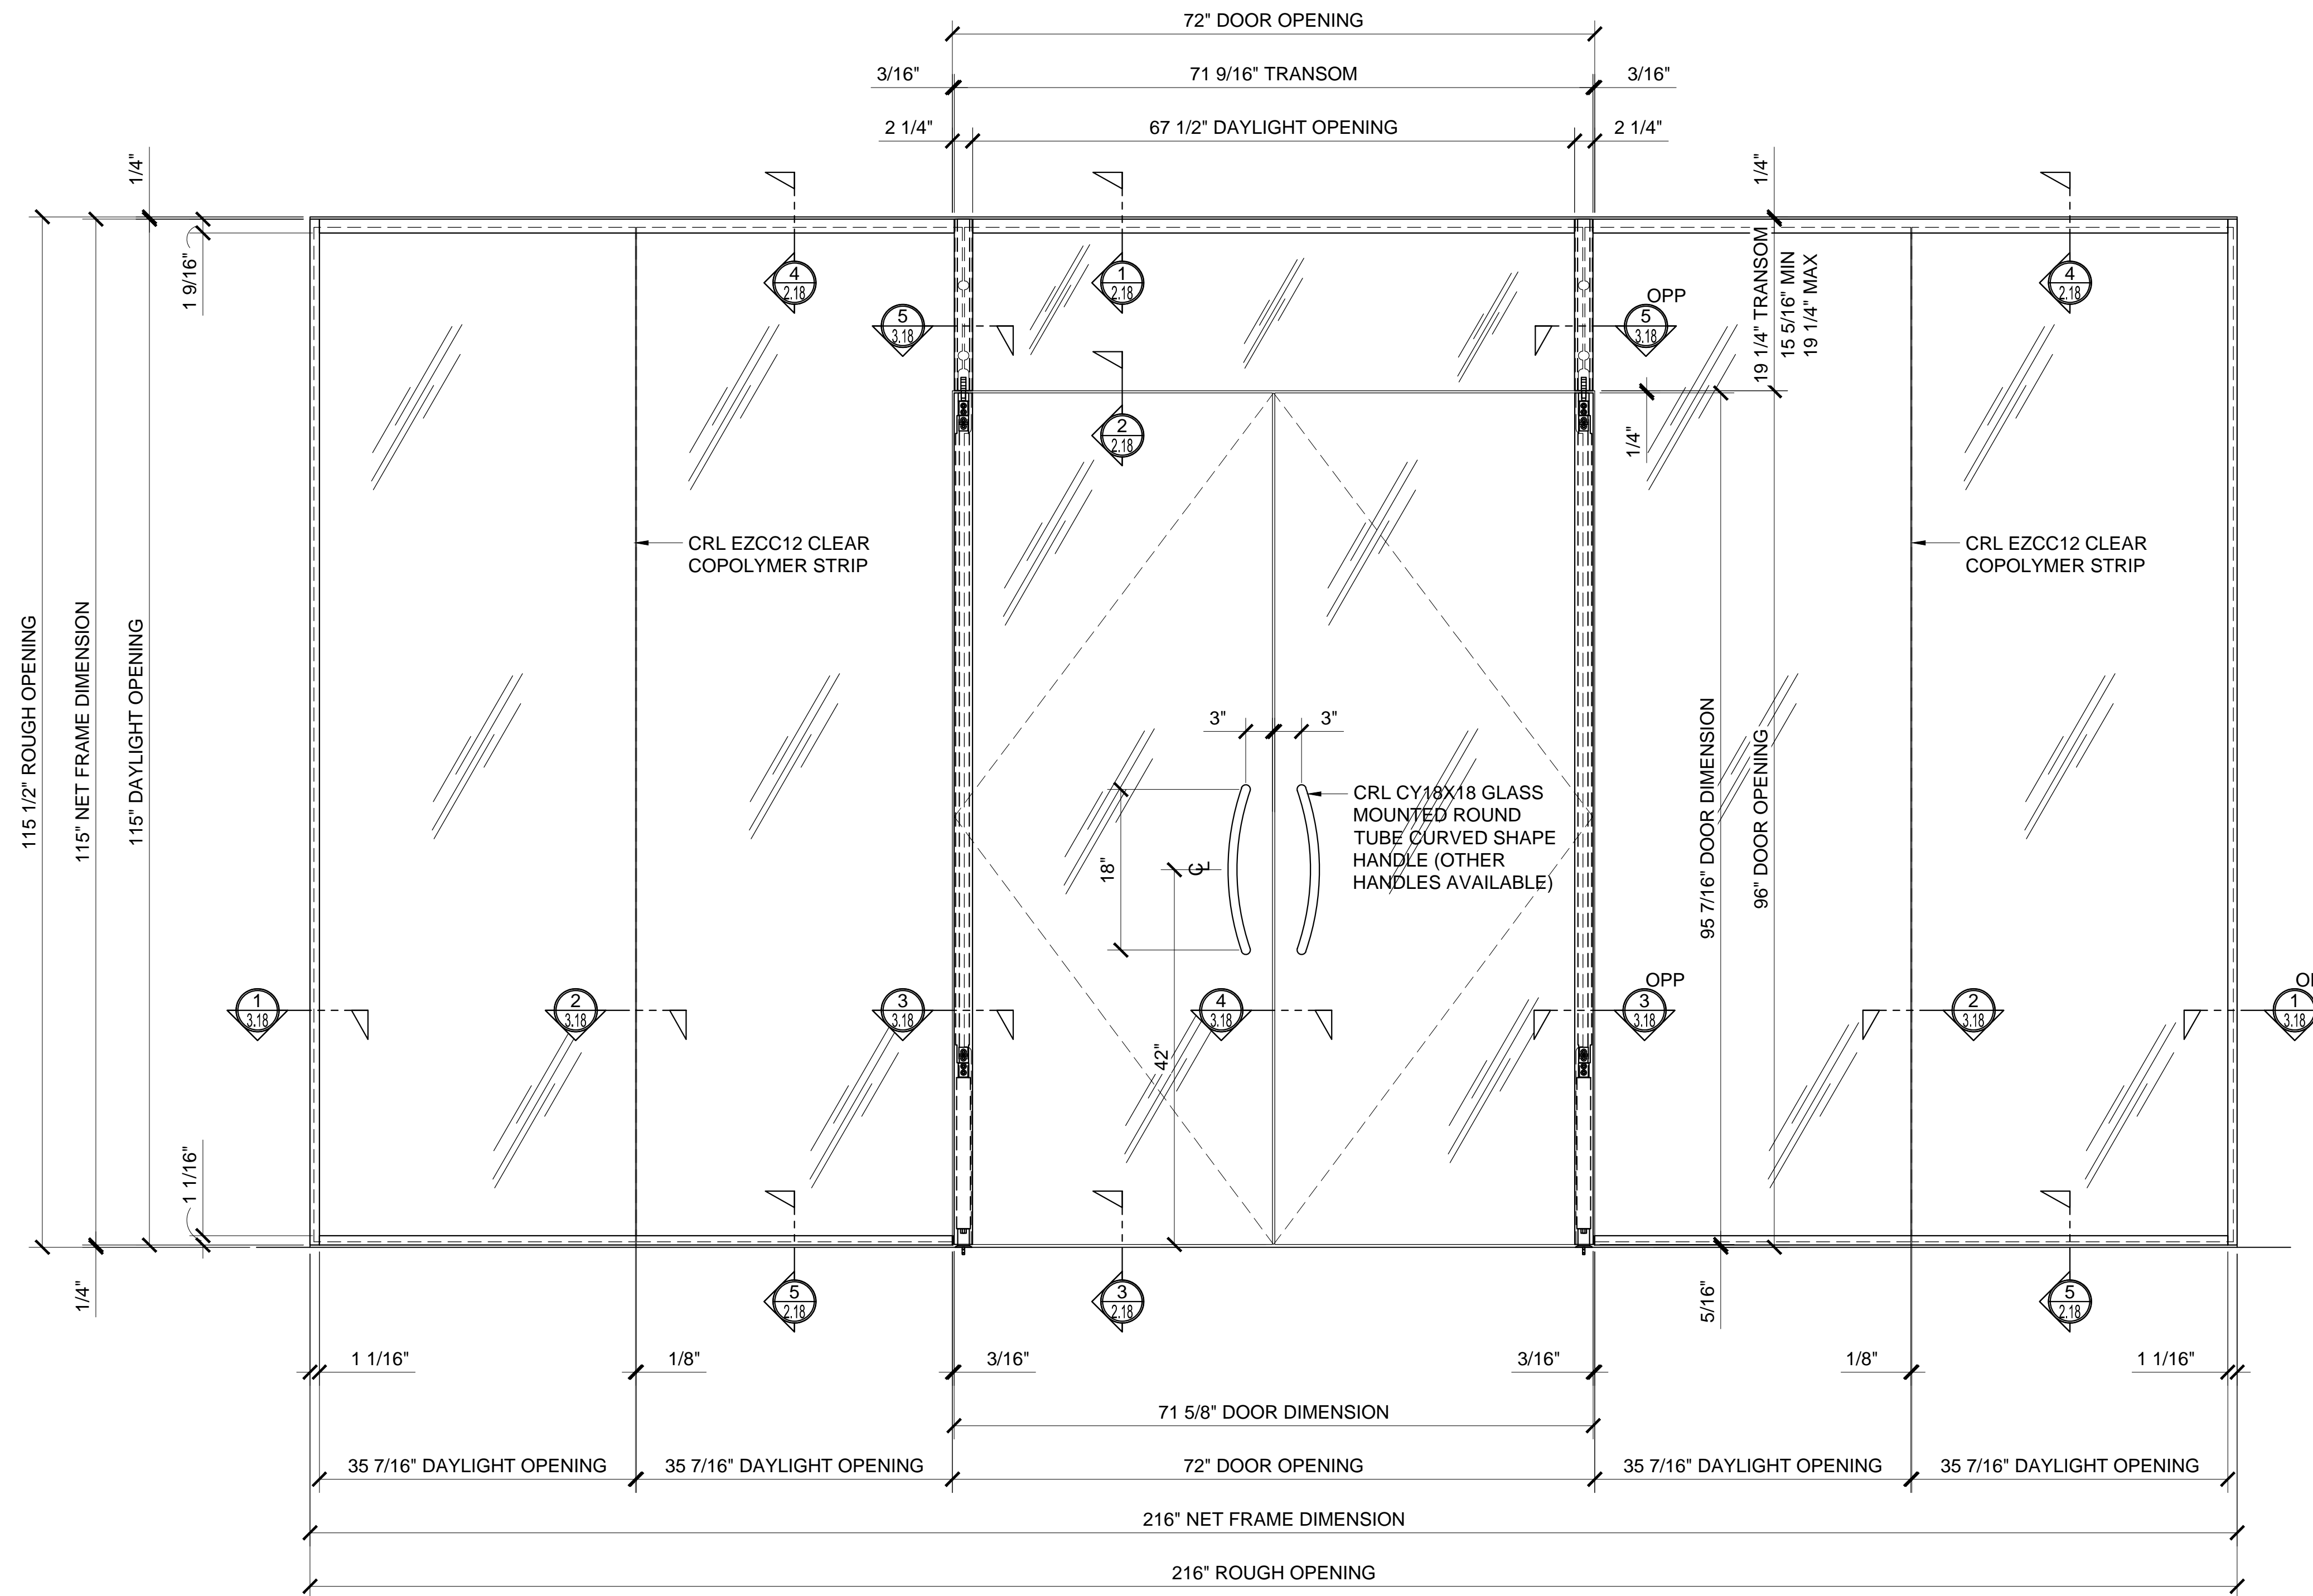 72" DOOR OPENING
3/16"
71 9/16" TRANSOM
3/16"
2 1/4"
67 1/2" DAYLIGHT OPENING
2 1/4"
1/4"
1/4"
1 9/16"
4
2.18
1
2.18
4
2.18
5
3.18
OPP
5
3.18
19 1/4" TRANSOM
15 5/16" MIN
19 1/4" MAX
2
2.18
1/4"
CRL EZCC12 CLEAR
COPOLYMER STRIP
CRL EZCC12 CLEAR
COPOLYMER STRIP
115 1/2" ROUGH OPENING
115" NET FRAME DIMENSION
115" DAYLIGHT OPENING
3"
3"
18"
CL
CRL CY18X18 GLASS
MOUNTED ROUND
TUBE CURVED SHAPE
HANDLE (OTHER
HANDLES AVAILABLE)
95 7/16" DOOR DIMENSION
96" DOOR OPENING
1
3.18
2
3.18
3
3.18
4
3.18
OPP
3
3.18
2
3.18
1
3.18
42"
1 1/16"
1/4"
5
2.18
3
2.18
5/16"
5
2.18
1 1/16"
1/8"
3/16"
3/16"
1/8"
1 1/16"
71 5/8" DOOR DIMENSION
35 7/16" DAYLIGHT OPENING
35 7/16" DAYLIGHT OPENING
72" DOOR OPENING
35 7/16" DAYLIGHT OPENING
35 7/16" DAYLIGHT OPENING
216" NET FRAME DIMENSION
216" ROUGH OPENING